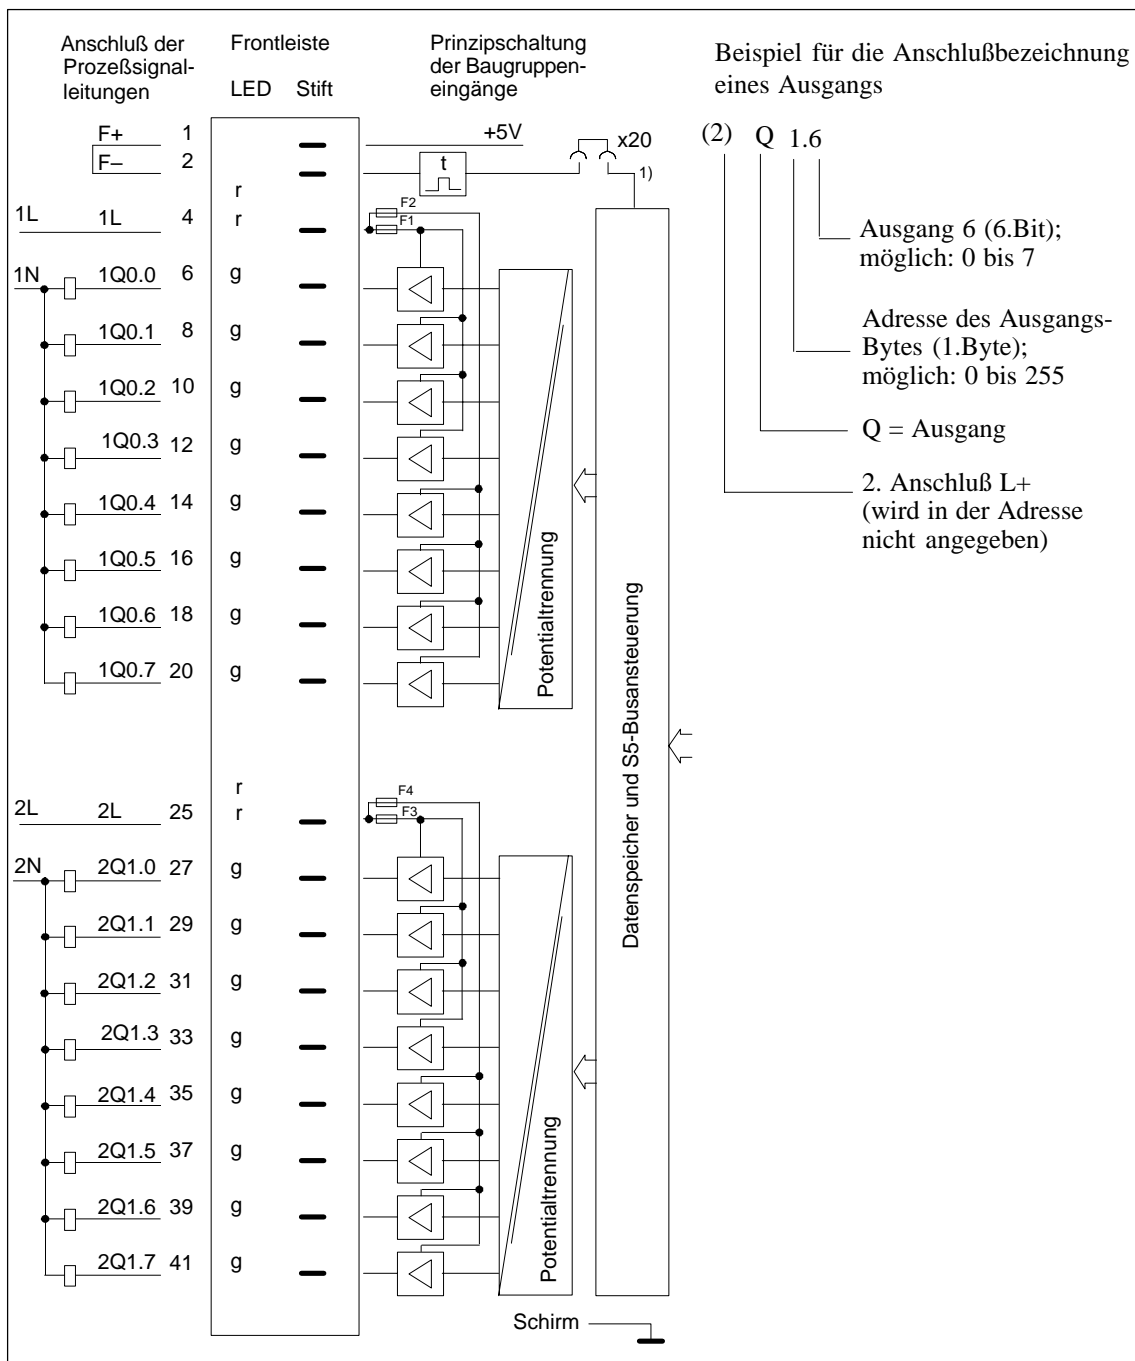 Anschluß der
Prozeßsignal-
leitungen
Frontleiste
LED Stift
Prinzipschaltung
der Baugruppen-
eingänge
Beispiel für die Anschlußbezeichnung
eines Ausgangs
F+ 1
+5V
x20
F– 2
t
1)
r
F2
1L 1L 4 r
F1
1N 1Q0.0 6 g
1Q0.1 8 g
1Q0.2 10 g
1Q0.3 12 g
1Q0.4 14 g
1Q0.5 16 g
1Q0.6 18 g
1Q0.7 20 g
Potentialtrennung
r
F4
2L 2L 25 r
F3
2N 2Q1.0 27 g
2Q1.1 29 g
2Q1.2 31 g
2Q1.3 33 g
2Q1.4 35 g
2Q1.5 37 g
2Q1.6 39 g
2Q1.7 41 g
Potentialtrennung
Datenspeicher und S5-Busansteuerung
Schirm
(2) Q 1.6
Ausgang 6 (6.Bit);
möglich: 0 bis 7
Adresse des Ausgangs-
Bytes (1.Byte);
möglich: 0 bis 255
Q = Ausgang
2. Anschluß L+
(wird in der Adresse
nicht angegeben)